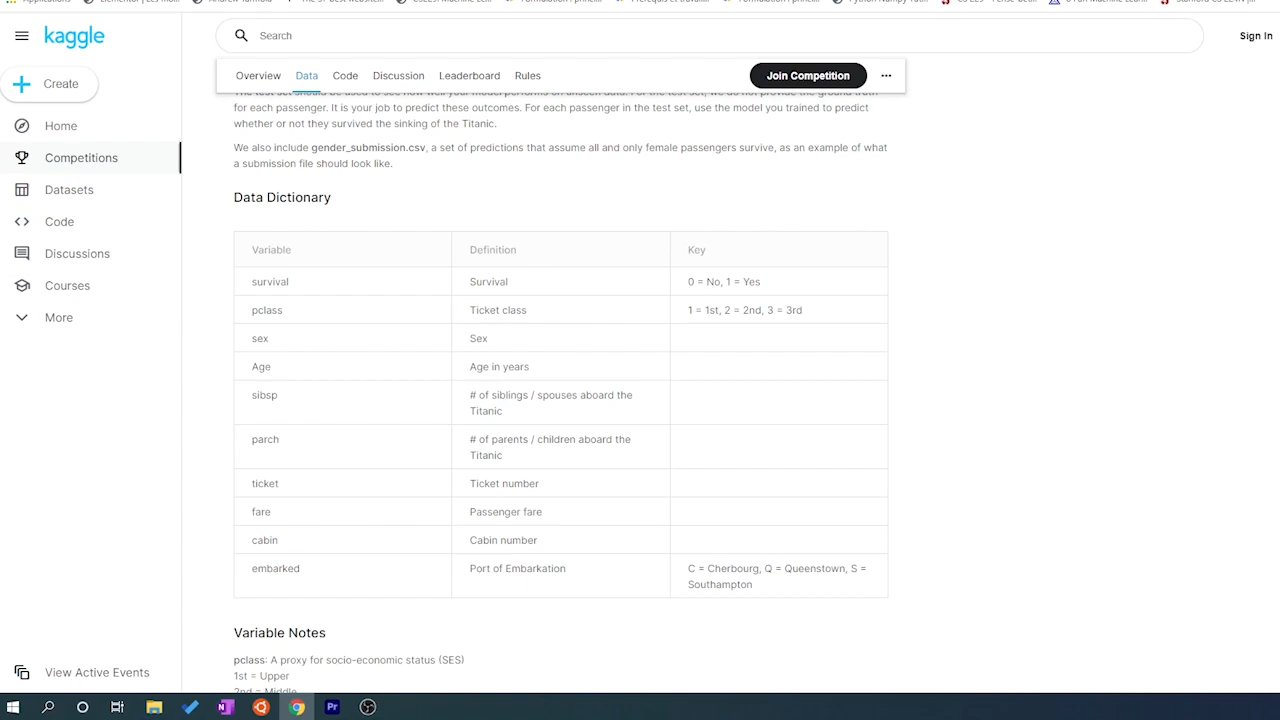 Applications
kaggle
Search
Sign In
Create
Overview Data Code Discussion Leaderboard Rules
Join Competition
Home
Competitions
Datasets
Code
Discussions
Courses
More
View Active Events
for each passenger. It is your job to predict these outcomes. For each passenger in the test set, use the model you trained to predict
whether or not they survived the sinking of the Titanic.
We also include gender_submission.csv, a set of predictions that assume all and only female passengers survive, as an example of what
a submission file should look like.
Data Dictionary
Variable Definition Key
survival Survival 0 = No, 1 = Yes
pclass Ticket class 1 = 1st, 2 = 2nd, 3 = 3rd
sex Sex
Age Age in years
sibsp # of siblings / spouses aboard the
Titanic
parch # of parents / children aboard the
Titanic
ticket Ticket number
fare Passenger fare
cabin Cabin number
embarked Port of Embarkation C = Cherbourg, Q = Queenstown, S =
Southampton
Variable Notes
pclass: A proxy for socio-economic status (SES)
1st = Upper
2nd = Middle
Pr